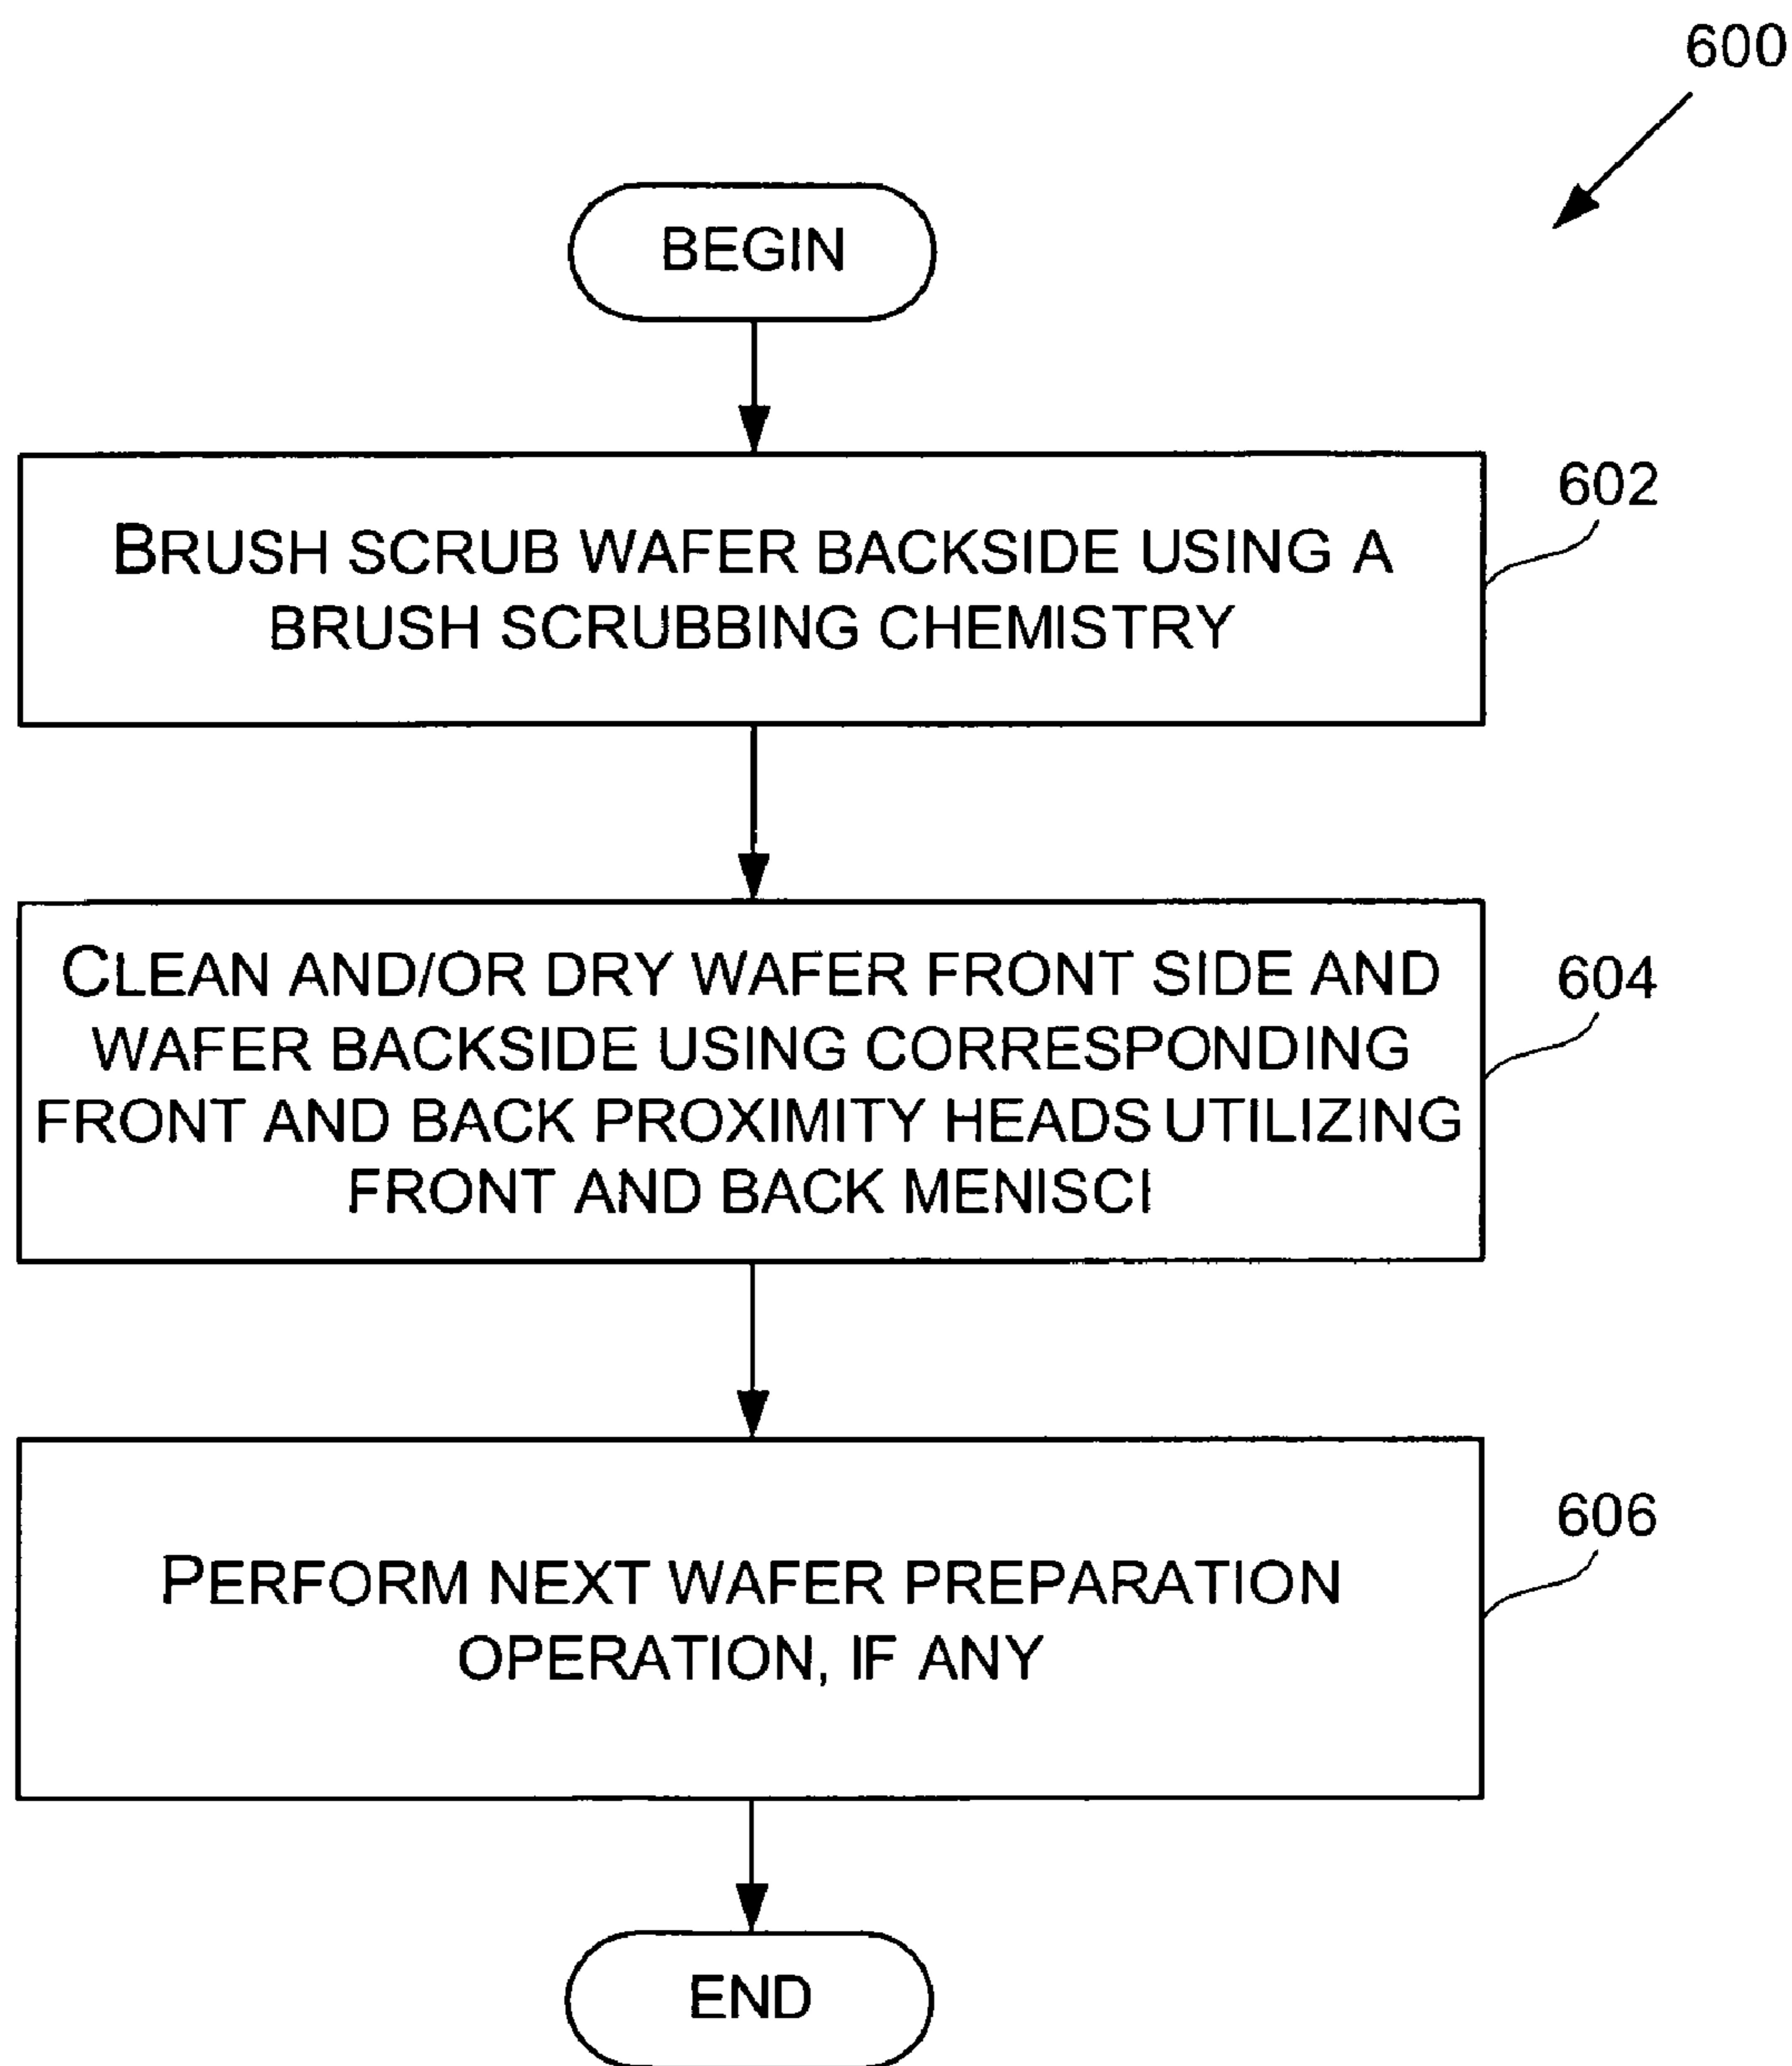 600
BEGIN
602
BRUSH SCRUB WAFER BACKSIDE USING A
BRUSH SCRUBBING CHEMISTRY
604
CLEAN AND/OR DRY WAFER FRONT SIDE AND
WAFER BACKSIDE USING CORRESPONDING
FRONT AND BACK PROXIMITY HEADS UTILIZING
FRONT AND BACK MENISCI
606
PERFORM NEXT WAFER PREPARATION
OPERATION, IF ANY
END